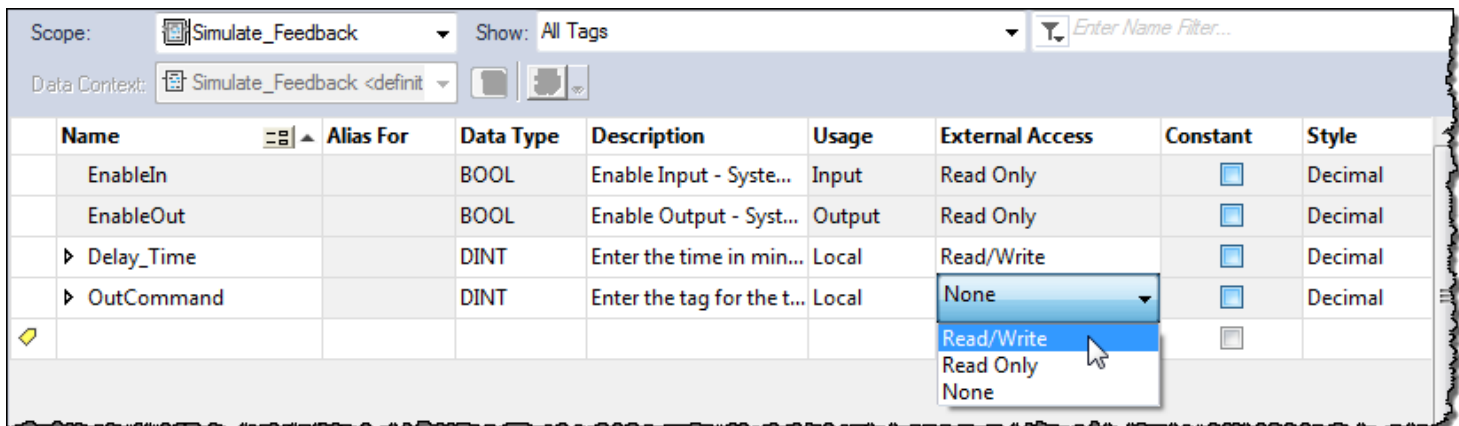 Scope: Simulate_Feedback Show: All Tags Enter Name Filter...
Data Context: Simulate_Feedback <definit
Name Alias For Data Type Description Usage External Access Constant Style
EnableIn BOOL Enable Input - Syste... Input Read Only Decimal
EnableOut BOOL Enable Output - Syst... Output Read Only Decimal
Delay_Time DINT Enter the time in min... Local Read/Write Decimal
OutCommand DINT Enter the tag for the t... Local None Decimal
Read/Write
Read Only
None